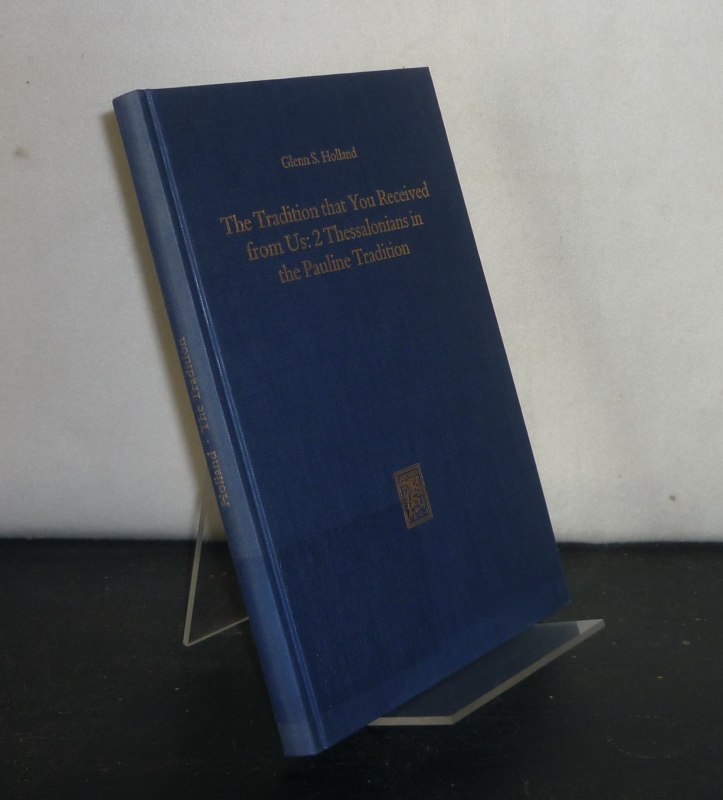 Glenn S. Holland
The Tradition that You Received
from Us: 2 Thessalonians in
the Pauline Tradition
Holland · The Tradition